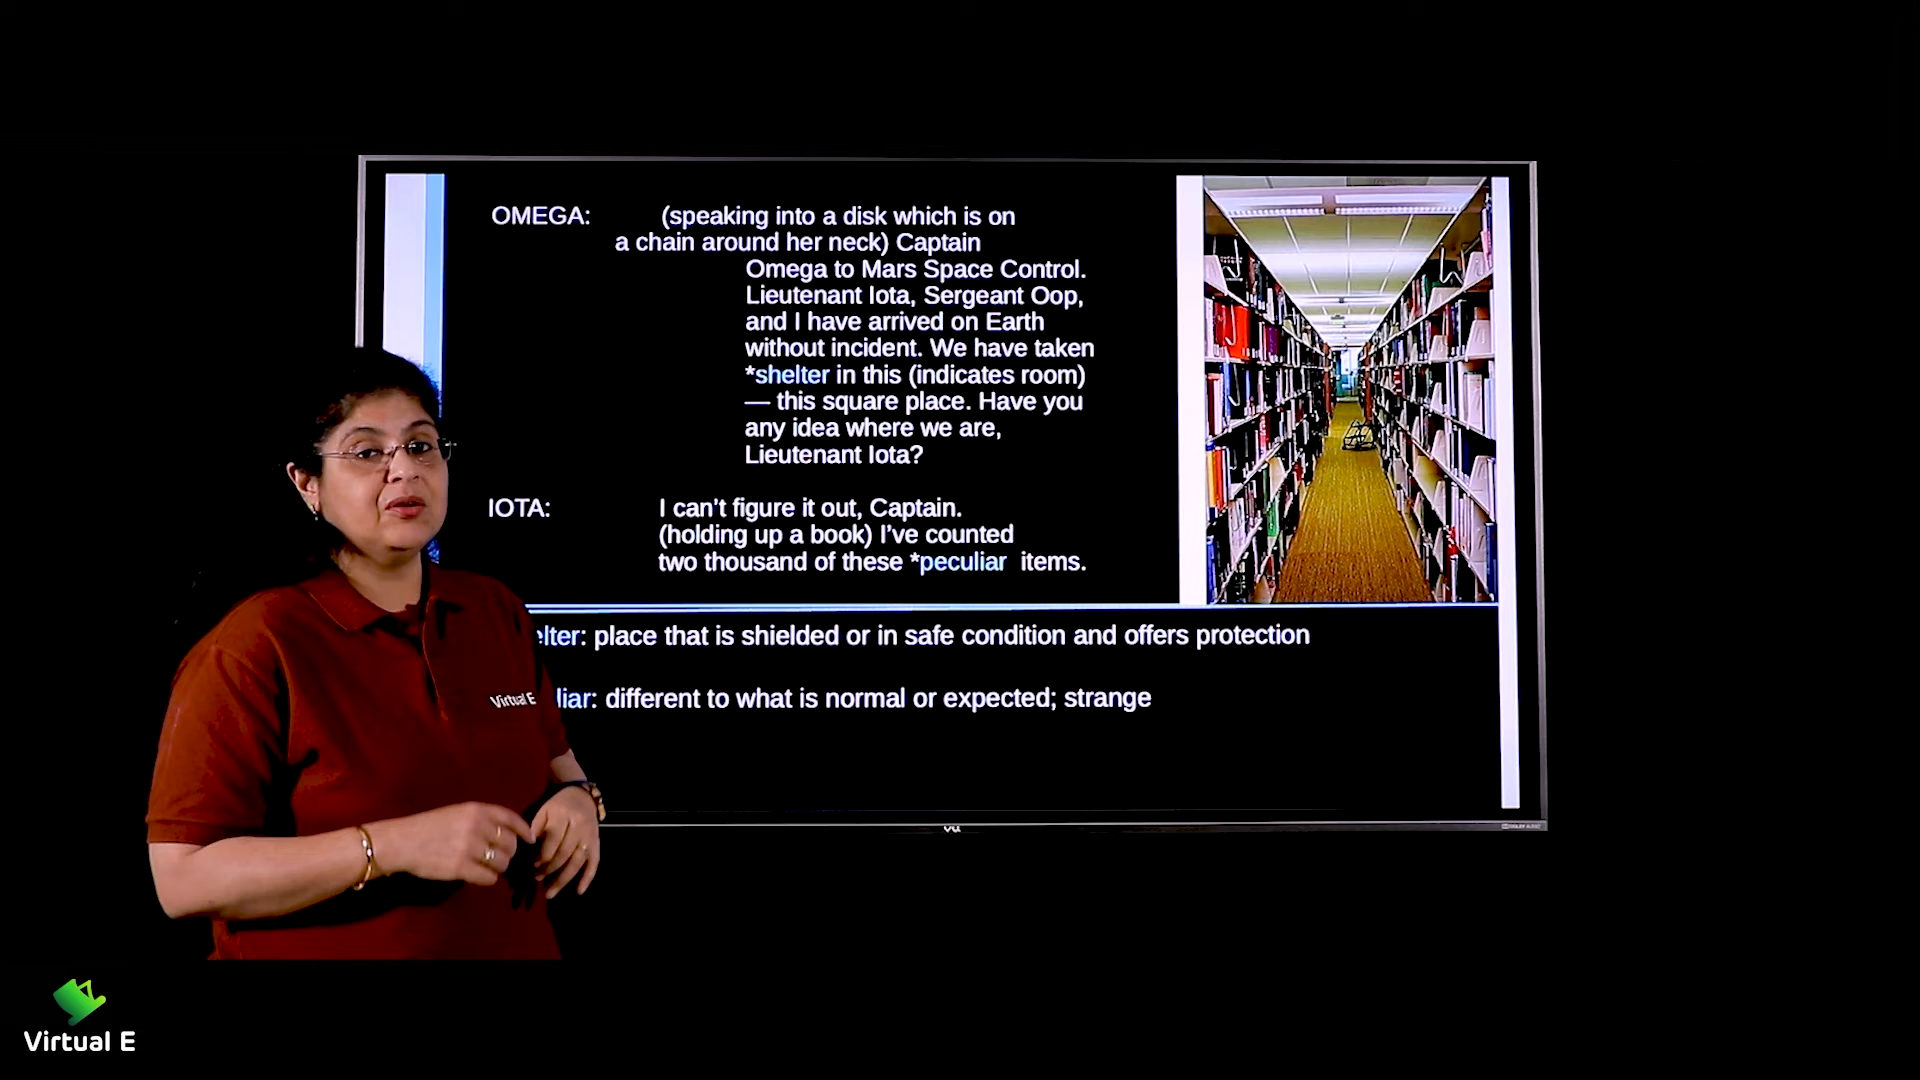 OMEGA: (speaking into a disk which is on
a chain around her neck) Captain
Omega to Mars Space Control.
Lieutenant Iota, Sergeant Oop,
and I have arrived on Earth
without incident. We have taken
*shelter in this (indicates room)
— this square place. Have you
any idea where we are,
Lieutenant Iota?
IOTA: I can't figure it out, Captain.
(holding up a book) I've counted
two thousand of these *peculiar items.
elter: place that is shielded or in safe condition and offers protection
liar: different to what is normal or expected; strange
Virtual E
vu
Virtual E